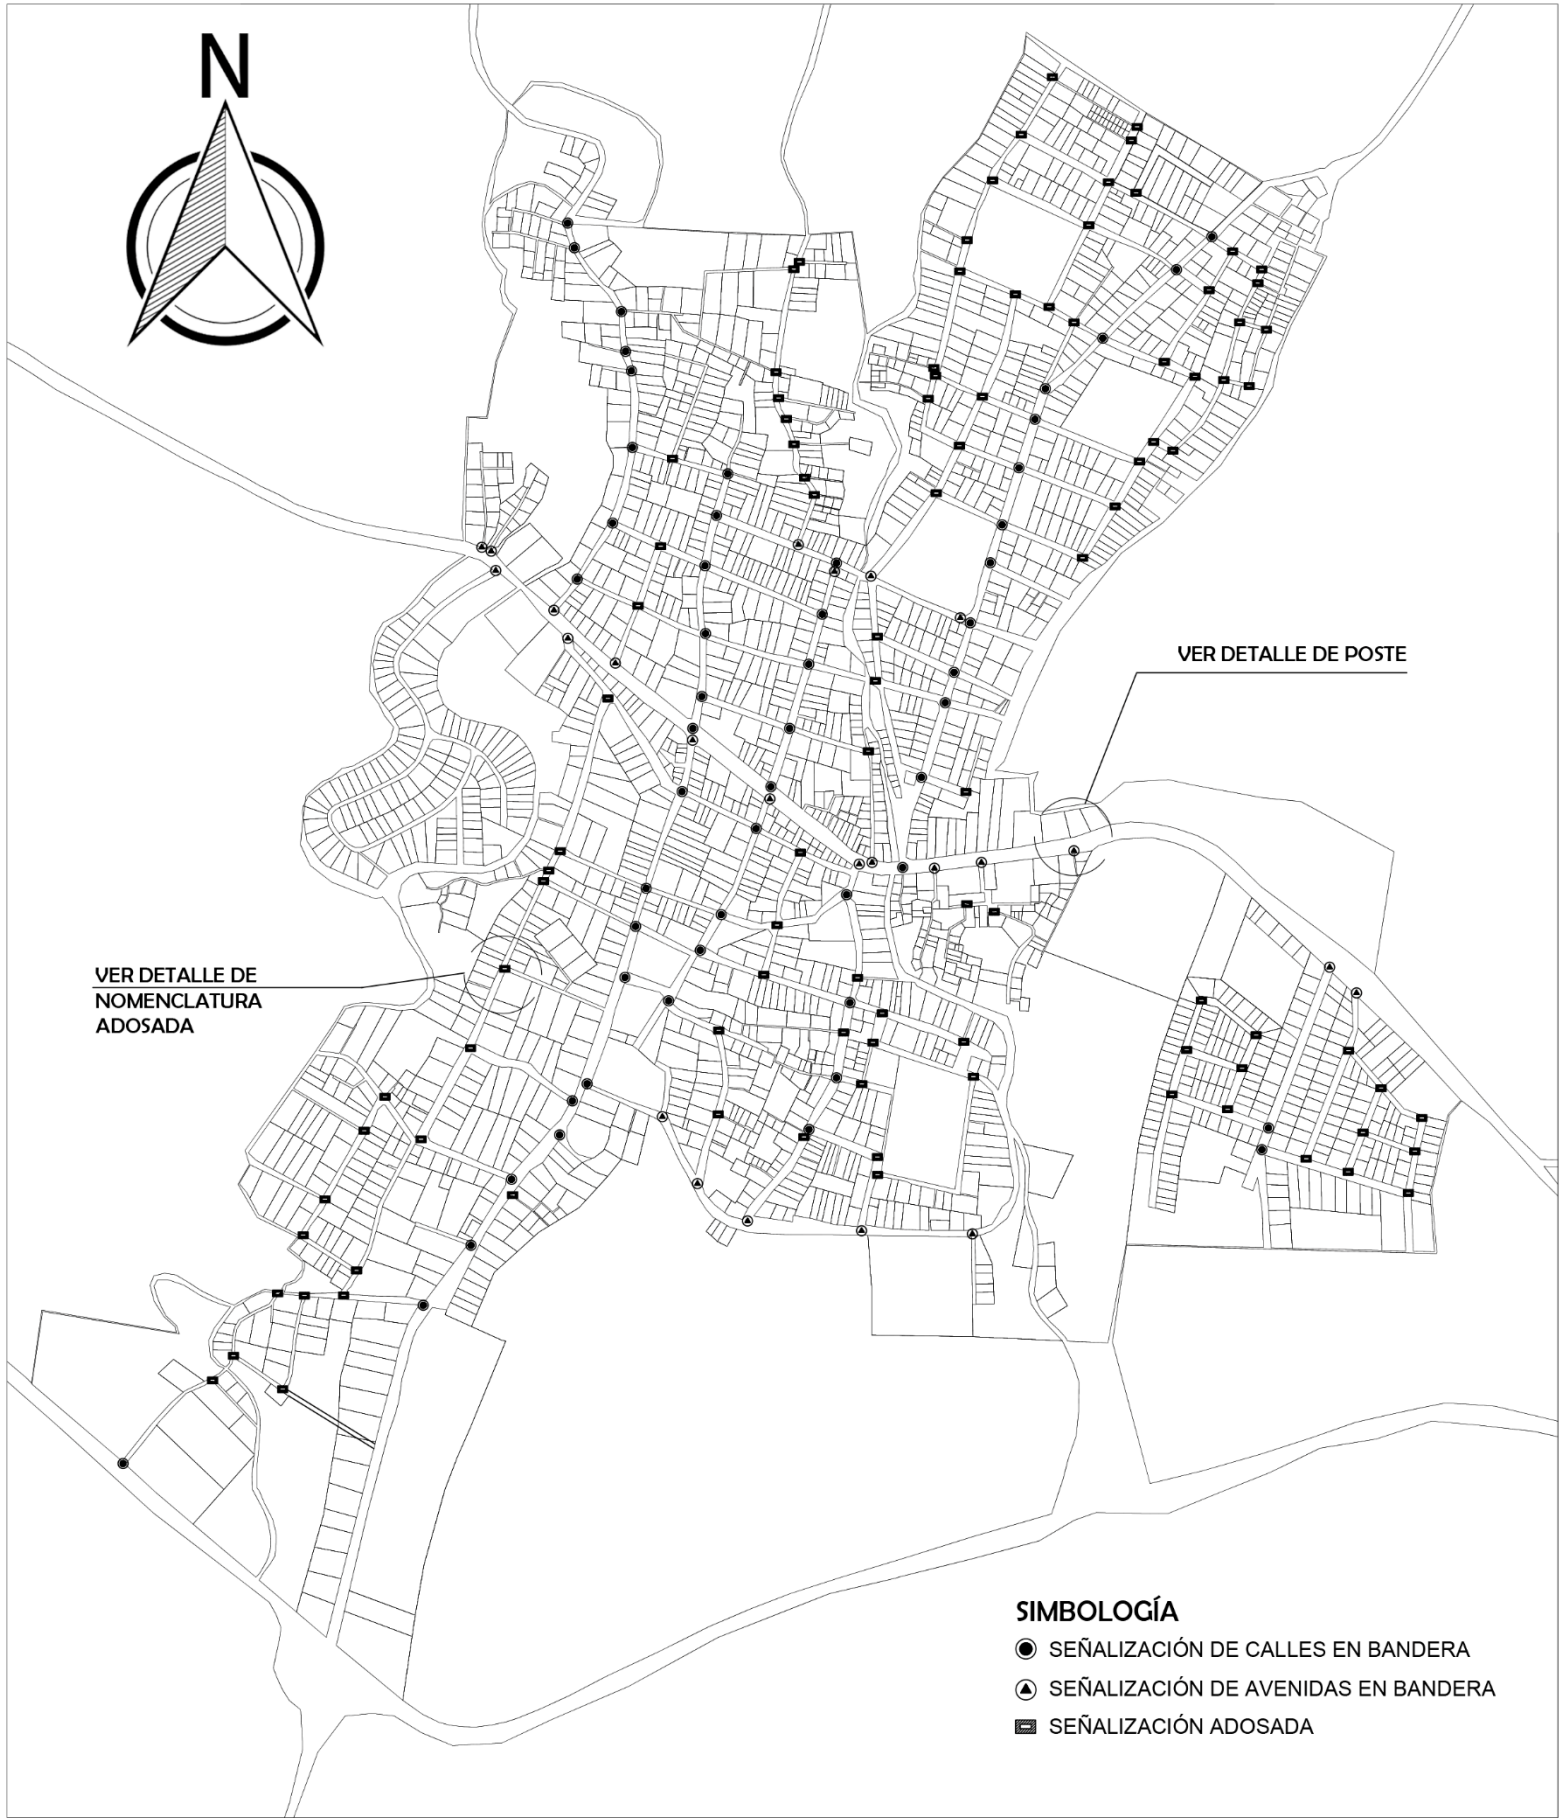 N
VER DETALLE DE POSTE
VER DETALLE DE
NOMENCLATURA
ADOSADA
SIMBOLOGÍA
SEÑALIZACIÓN DE CALLES EN BANDERA
SEÑALIZACIÓN DE AVENIDAS EN BANDERA
SEÑALIZACIÓN ADOSADA